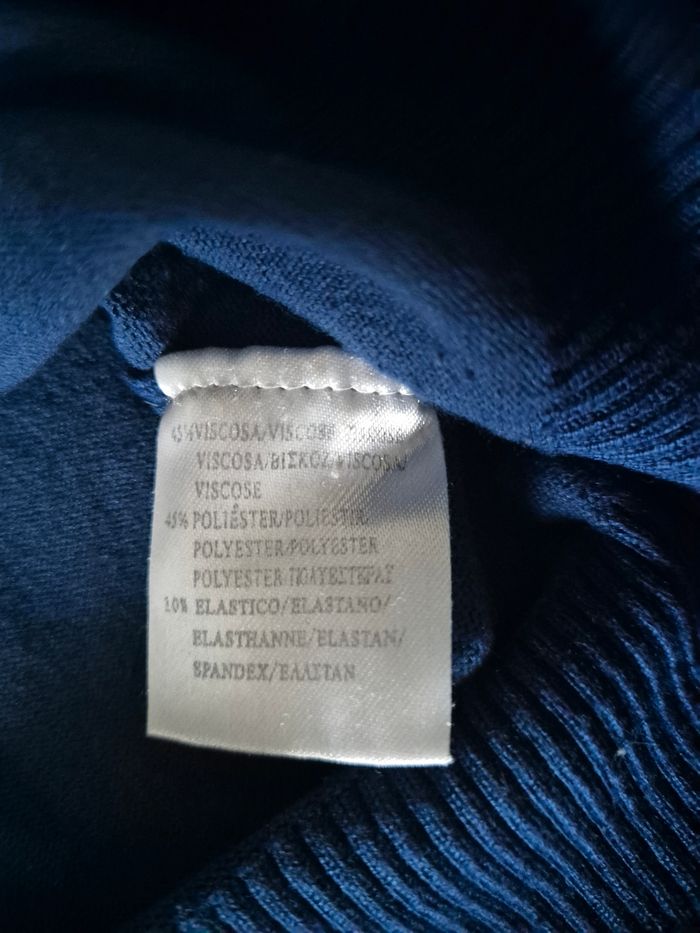 45% VISCOSA/VISCOSE
VISCOSA/ΒΙΣΚΟΖ/VISCOSA/
VISCOSE
45% POLIÉSTER/POLIESTER
POLYESTER/POLYESTER
POLYESTER/ΠΟΛΥΕΣΤΕΡΑΣ
10% ELASTICO/ELASTANO/
ELASTHANNE/ELASTAN/
SPANDEX/ΕΛΑΣΤΑΝ